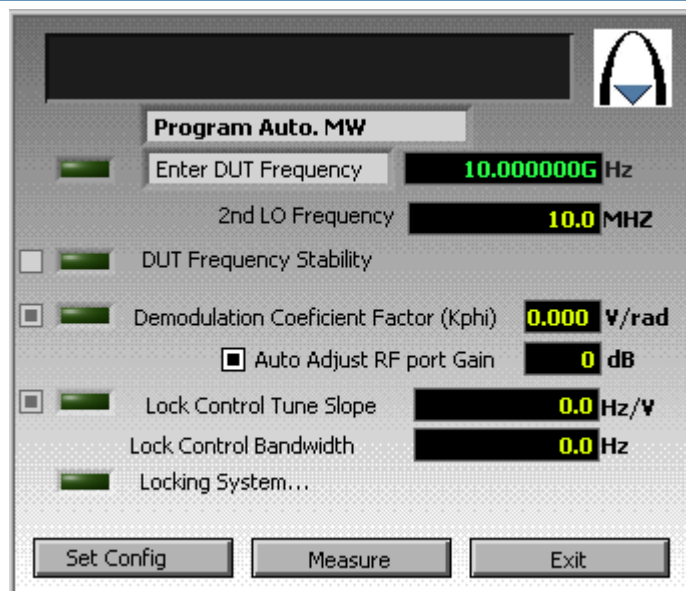 Program Auto. MW
Enter DUT Frequency 10.000000G Hz
2nd LO Frequency 10.0 MHZ
DUT Frequency Stability
Demodulation Coeficient Factor (Kphi) 0.000 V/rad
Auto Adjust RF port Gain 0 dB
Lock Control Tune Slope 0.0 Hz/V
Lock Control Bandwidth 0.0 Hz
Locking System...
Set Config Measure Exit